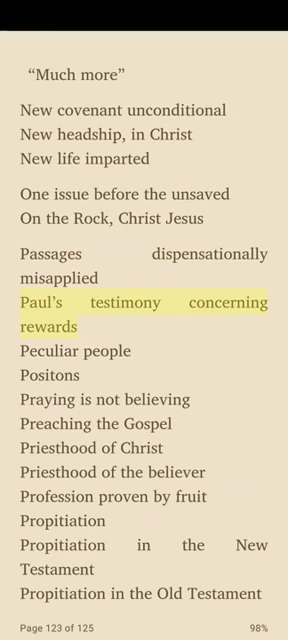 “Much more”
New covenant unconditional
New headship, in Christ
New life imparted
One issue before the unsaved
On the Rock, Christ Jesus
Passages dispensationally
misapplied
Paul’s testimony concerning
rewards
Peculiar people
Positons
Praying is not believing
Preaching the Gospel
Priesthood of Christ
Priesthood of the believer
Profession proven by fruit
Propitiation
Propitiation in the New
Testament
Propitiation in the Old Testament
Page 123 of 125 98%